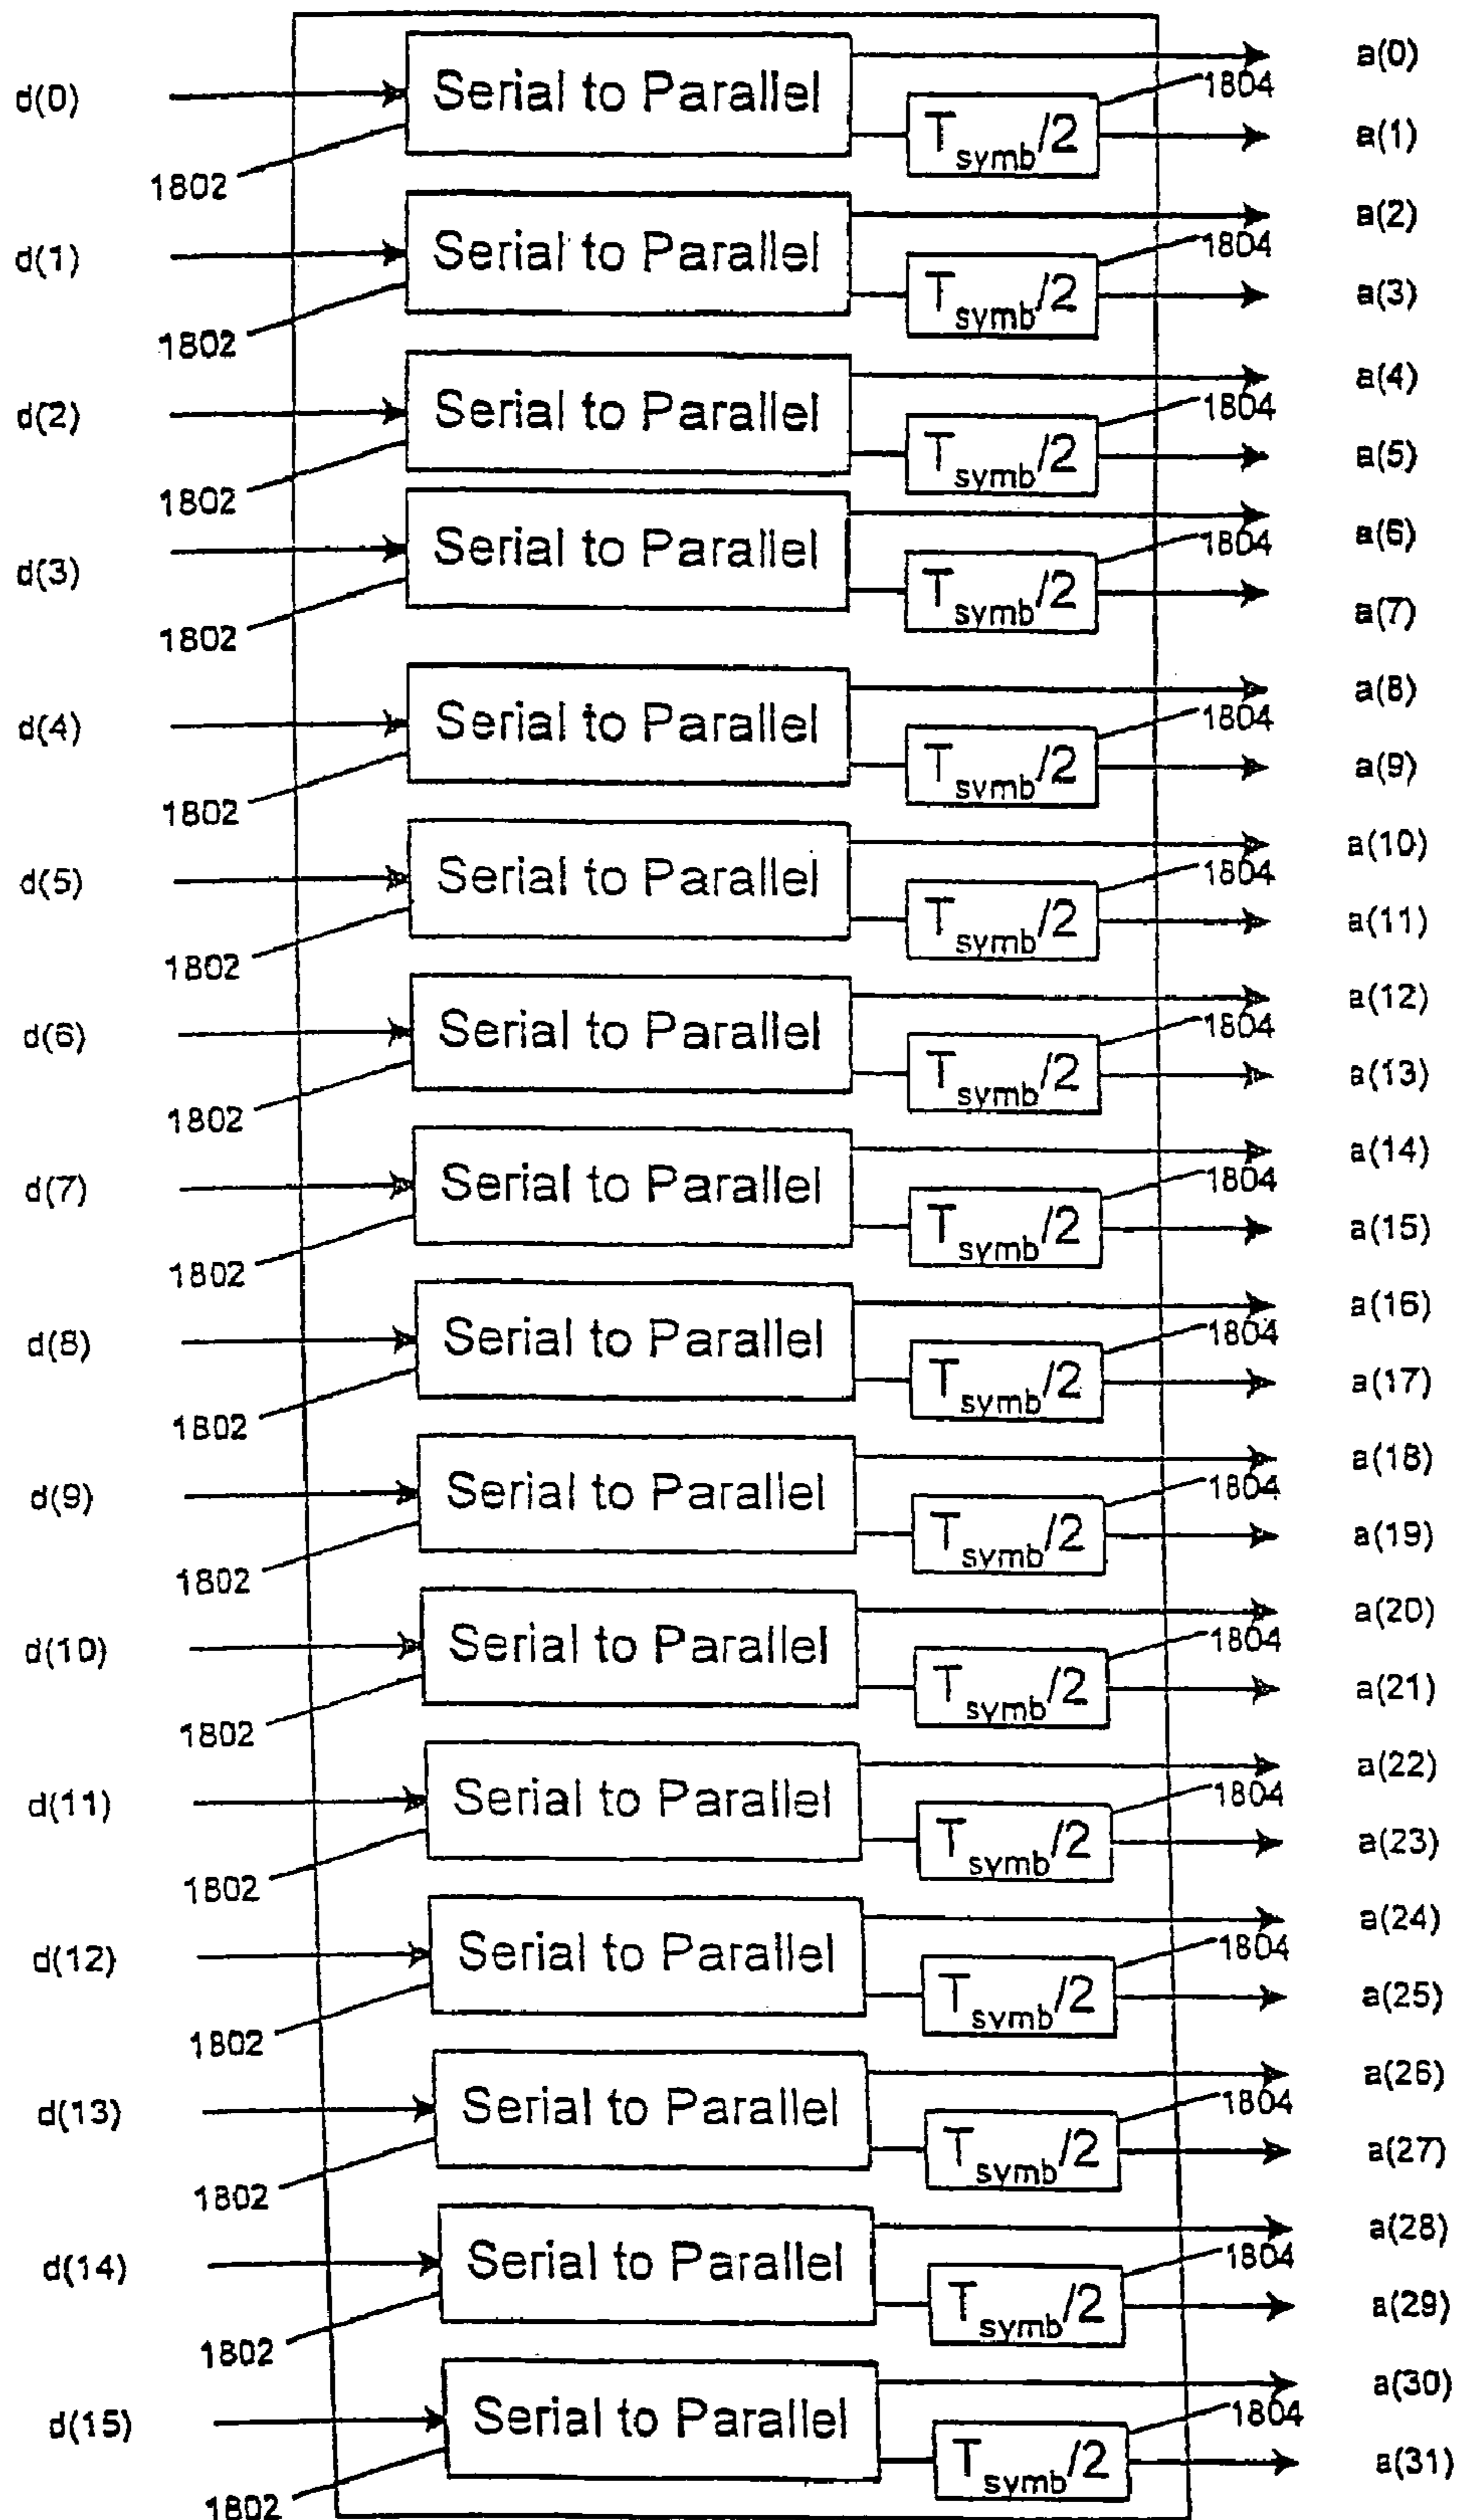 d(0) Serial to Parallel a(0)
1804
T symb /2 a(1)
1802
d(1) Serial to Parallel a(2)
1804
T symb /2 a(3)
1802
d(2) Serial to Parallel a(4)
1804
T symb /2 a(5)
1802
d(3) Serial to Parallel a(6)
1804
T symb /2 a(7)
1802
d(4) Serial to Parallel a(8)
1804
T symb /2 a(9)
1802
d(5) Serial to Parallel a(10)
1804
T symb /2 a(11)
1802
d(6) Serial to Parallel a(12)
1804
T symb /2 a(13)
1802
d(7) Serial to Parallel a(14)
1804
T symb /2 a(15)
1802
d(8) Serial to Parallel a(16)
1804
T symb /2 a(17)
1802
d(9) Serial to Parallel a(18)
1804
T symb /2 a(19)
1802
d(10) Serial to Parallel a(20)
1804
T symb /2 a(21)
1802
d(11) Serial to Parallel a(22)
1804
T symb /2 a(23)
1802
d(12) Serial to Parallel a(24)
1804
T symb /2 a(25)
1802
d(13) Serial to Parallel a(26)
1804
T symb /2 a(27)
1802
d(14) Serial to Parallel a(28)
1804
T symb /2 a(29)
1802
d(15) Serial to Parallel a(30)
1804
T symb /2 a(31)
1802